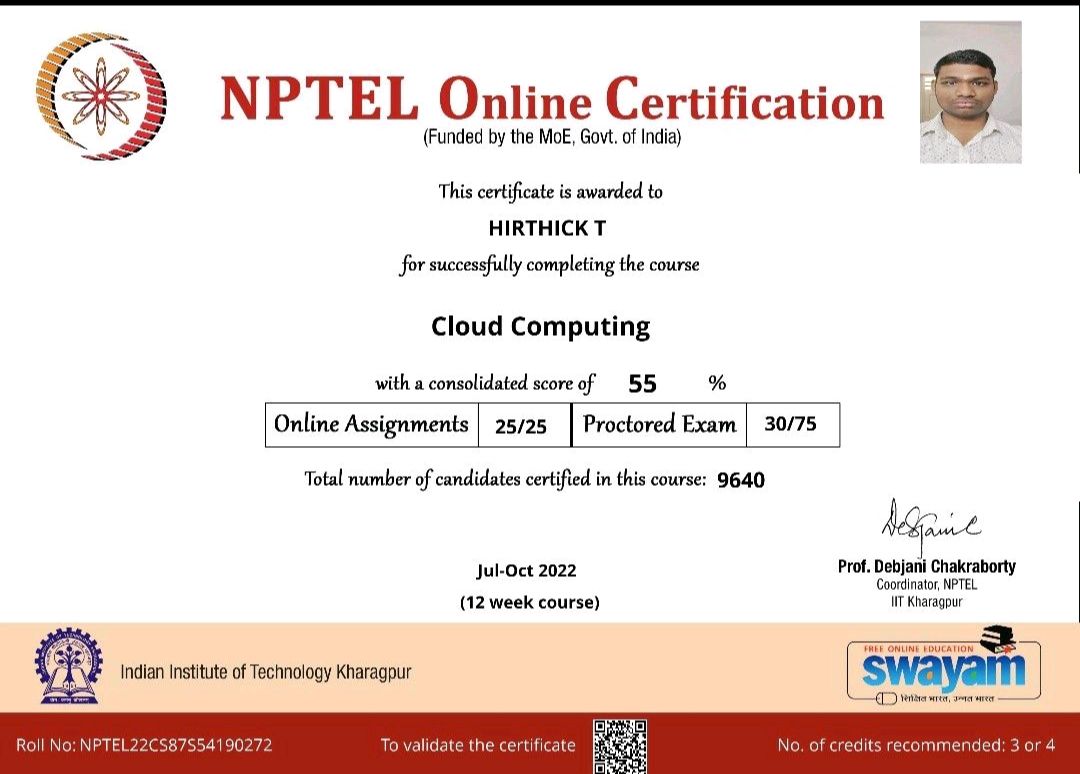 NPTEL Online Certification
(Funded by the MoE, Govt. of India)
This certificate is awarded to
HIRTHICK T
for successfully completing the course
Cloud Computing
with a consolidated score of 55 %
Online Assignments 25/25 Proctored Exam 30/75
Total number of candidates certified in this course: 9640
Jul-Oct 2022
(12 week course)
Prof. Debjani Chakraborty
Coordinator, NPTEL
IIT Kharagpur
Indian Institute of Technology Kharagpur
FREE ONLINE EDUCATION
swayam
शिक्षित भारत, उन्नत भारत
Roll No: NPTEL22CS87S54190272
To validate the certificate
No. of credits recommended: 3 or 4